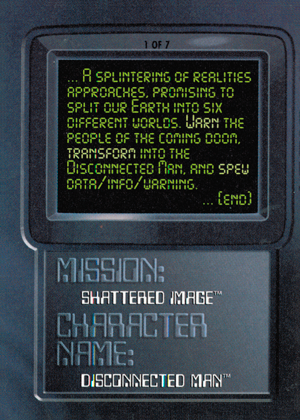 1 OF 7
... A SPLINTERING OF REALITIES
APPROACHES, PROMISING TO
SPLIT OUR EARTH INTO SIX
DIFFERENT WORLDS. WARN THE
PEOPLE OF THE COMING DOOM,
TRANSFORM INTO THE
DISCONNECTED MAN, AND SPEW
DATA/INFO/WARNING.
... (END)
MISSION:
SHATTERED IMAGE™
CHARACTER
NAME:
DISCONNECTED MAN™